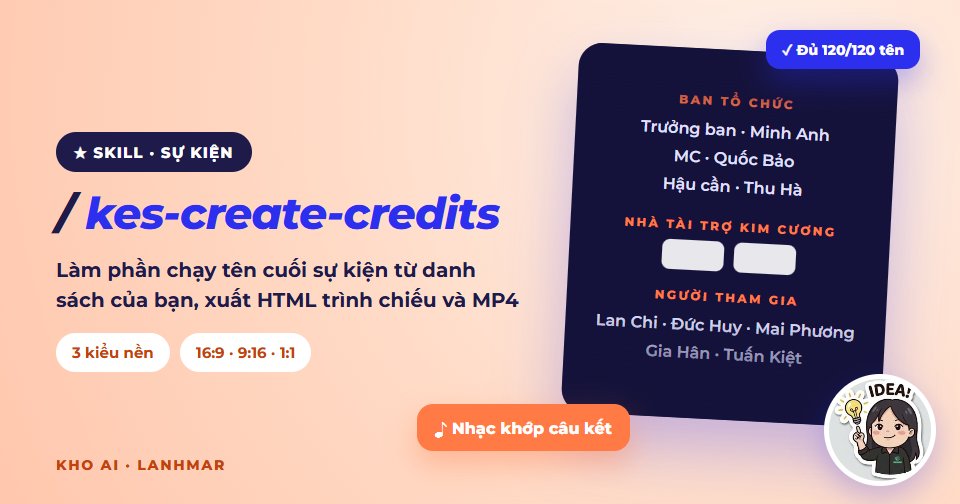 ★ SKILL · SỰ KIỆN
/ kes-create-credits
Làm phần chạy tên cuối sự kiện từ danh
sách của bạn, xuất HTML trình chiếu và MP4
3 kiểu nền
16:9 · 9:16 · 1:1
KHO AI · LANHMAR
✓ Đủ 120/120 tên
BAN TỔ CHỨC
Trưởng ban · Minh Anh
MC · Quốc Bảo
Hậu cần · Thu Hà
NHÀ TÀI TRỢ KIM CƯƠNG
NGƯỜI THAM GIA
Lan Chi · Đức Huy · Mai Phương
Gia Hân · Tuấn Kiệt
♪ Nhạc khớp câu kết
IDEA!